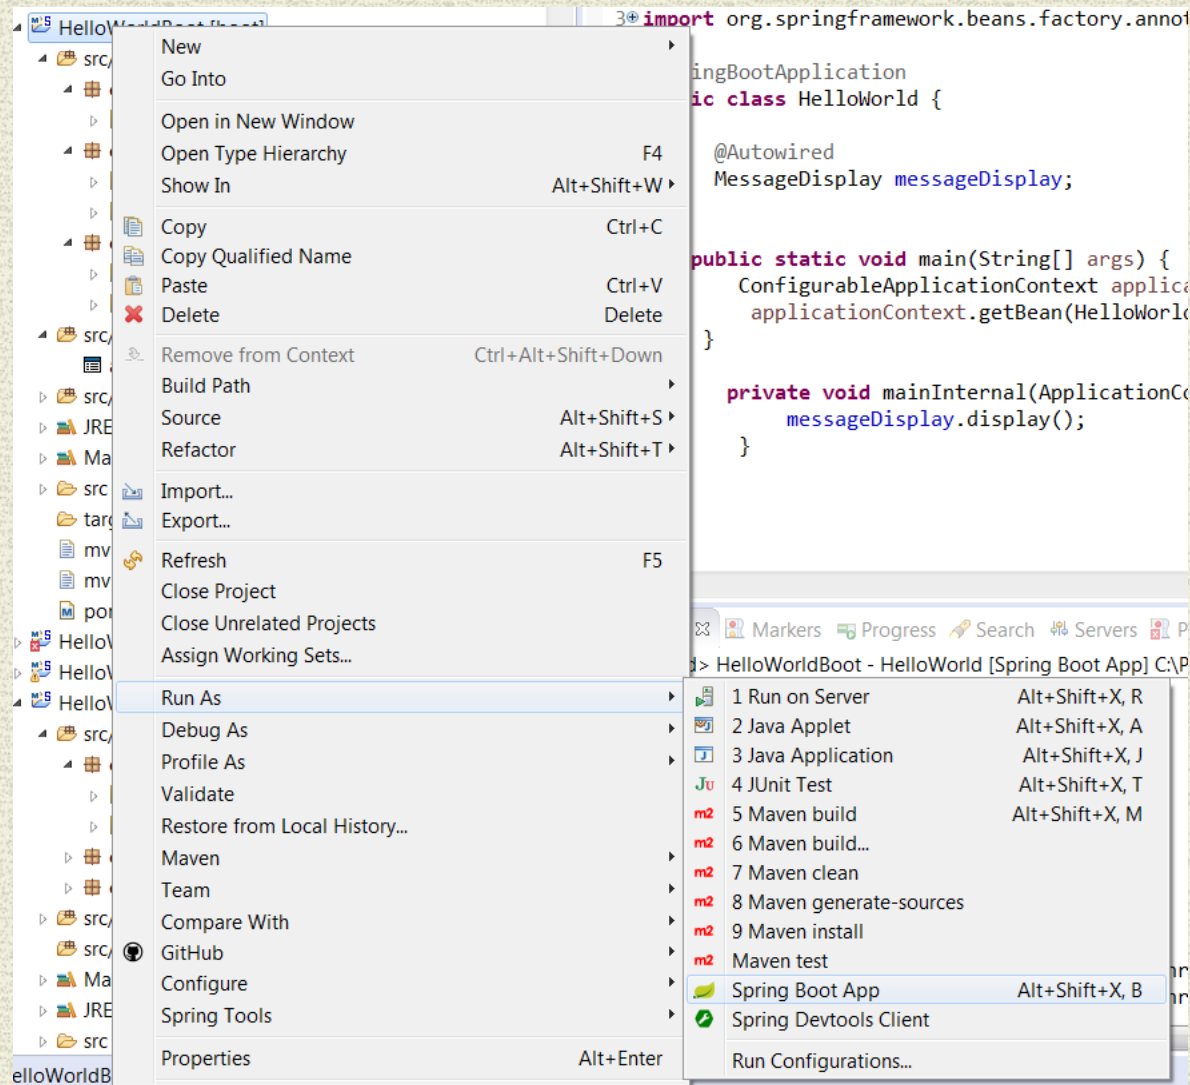 HelloWorldBoot [boot]
src/
src/
src/
JRE
Ma
src
targ
mv
mv
pom
Hello
Hello
Hello
src/
src/
src/
Ma
JRE
src
elloWorldB
New
Go Into
Open in New Window
Open Type Hierarchy F4
Show In Alt+Shift+W
Copy Ctrl+C
Copy Qualified Name
Paste Ctrl+V
Delete Delete
Remove from Context Ctrl+Alt+Shift+Down
Build Path
Source Alt+Shift+S
Refactor Alt+Shift+T
Import...
Export...
Refresh F5
Close Project
Close Unrelated Projects
Assign Working Sets...
Run As
Debug As
Profile As
Validate
Restore from Local History...
Maven
Team
Compare With
GitHub
Configure
Spring Tools
Properties Alt+Enter
3 import org.springframework.beans.factory.annot
ingBootApplication
ic class HelloWorld {
@Autowired
MessageDisplay messageDisplay;
public static void main(String[] args) {
ConfigurableApplicationContext applica
applicationContext.getBean(HelloWorld
}
private void mainInternal(ApplicationCo
messageDisplay.display();
}
Markers Progress Search Servers P
d> HelloWorldBoot - HelloWorld [Spring Boot App] C:\P
1 Run on Server Alt+Shift+X, R
2 Java Applet Alt+Shift+X, A
3 Java Application Alt+Shift+X, J
4 JUnit Test Alt+Shift+X, T
5 Maven build Alt+Shift+X, M
6 Maven build...
7 Maven clean
8 Maven generate-sources
9 Maven install
Maven test
Spring Boot App Alt+Shift+X, B
Spring Devtools Client
Run Configurations...